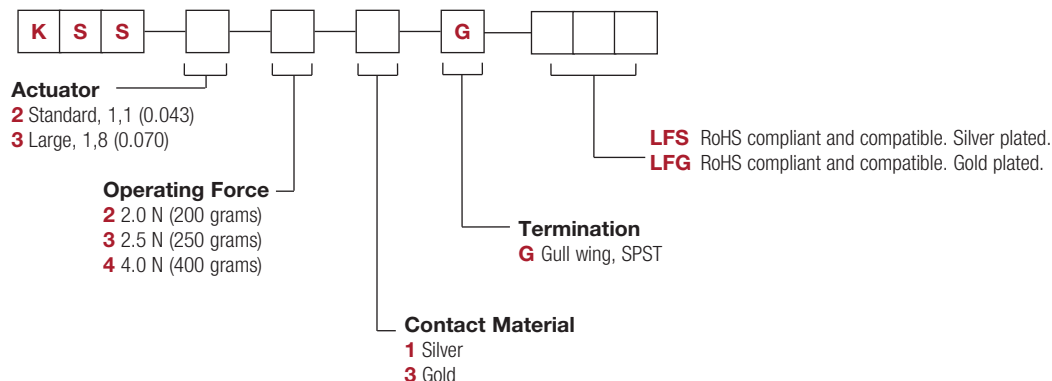 K S S G
Actuator
2 Standard, 1,1 (0.043)
3 Large, 1,8 (0.070)
LFS RoHS compliant and compatible. Silver plated.
LFG RoHS compliant and compatible. Gold plated.
Operating Force
2 2.0 N (200 grams)
3 2.5 N (250 grams)
4 4.0 N (400 grams)
Termination
G Gull wing, SPST
Contact Material
1 Silver
3 Gold